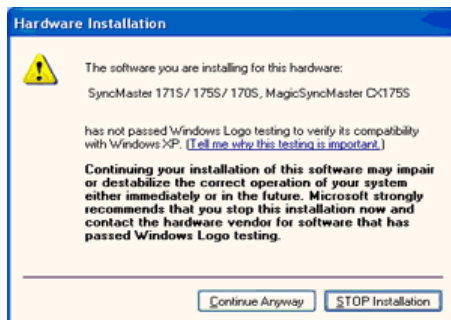 Hardware Installation
The software you are installing for this hardware:
SyncMaster 171S/ 175S/ 170S, MagicSyncMaster CX175S
has not passed Windows Logo testing to verify its compatibility
with Windows XP. (Tell me why this testing is important.)
Continuing your installation of this software may impair
or destabilize the correct operation of your system
either immediately or in the future. Microsoft strongly
recommends that you stop this installation now and
contact the hardware vendor for software that has
passed Windows Logo testing.
Continue Anyway
STOP Installation